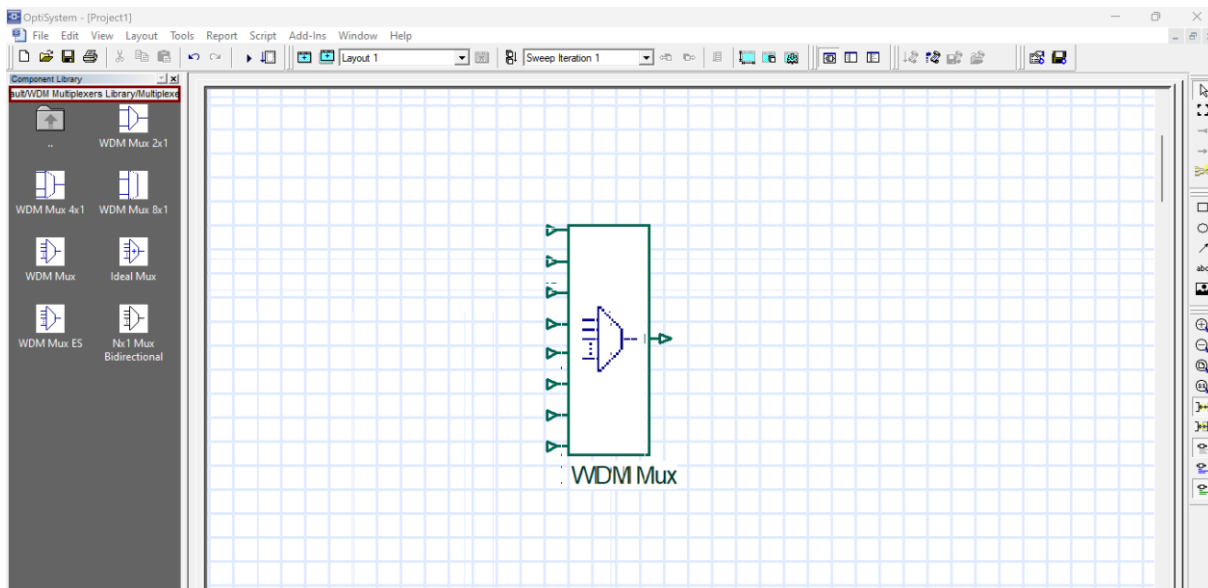 OptiSystem - [Project1]
File Edit View Layout Tools Report Script Add-Ins Window Help
Layout 1
Sweep Iteration 1
Component Library
ault/WDM Multiplexers Library/Multiplexe
..
WDM Mux 2x1
WDM Mux 4x1
WDM Mux 8x1
WDM Mux
Ideal Mux
WDM Mux ES
Nx1 Mux
Bidirectional
WDM Mux
abc